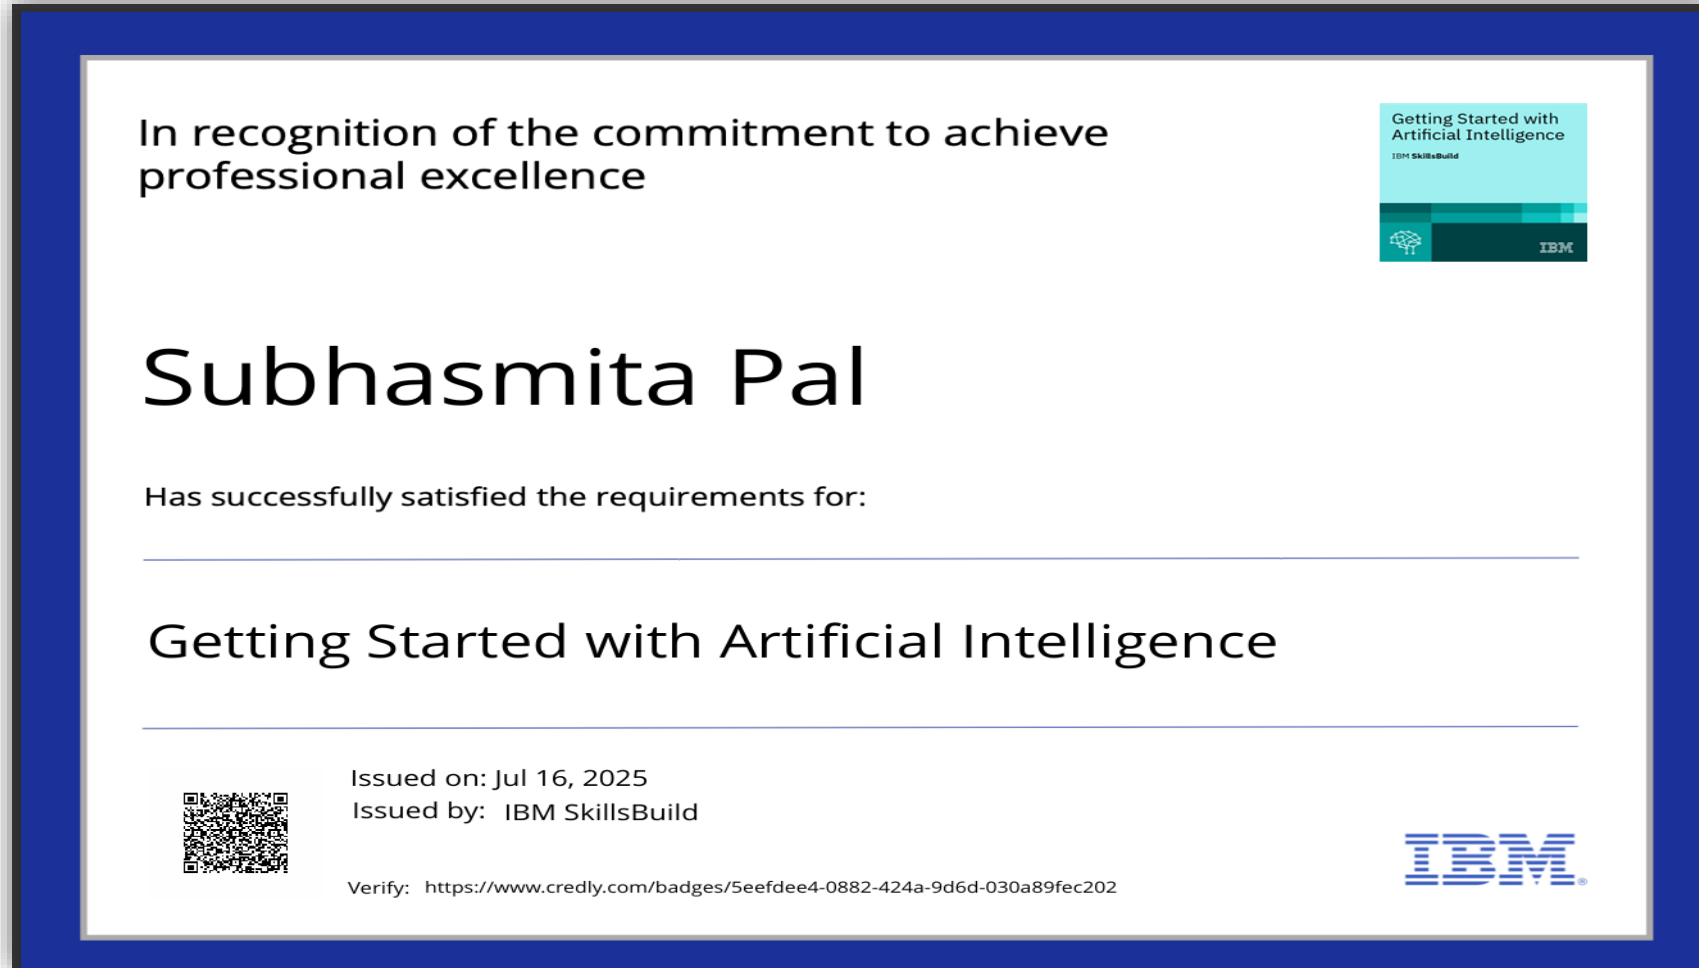 In recognition of the commitment to achieve
professional excellence
Getting Started with
Artificial Intelligence
IBM SkillsBuild
IBM
Subhasmita Pal
Has successfully satisfied the requirements for:
Getting Started with Artificial Intelligence
Issued on: Jul 16, 2025
Issued by: IBM SkillsBuild
Verify: https://www.credly.com/badges/5eefdee4-0882-424a-9d6d-030a89fec202
IBM®